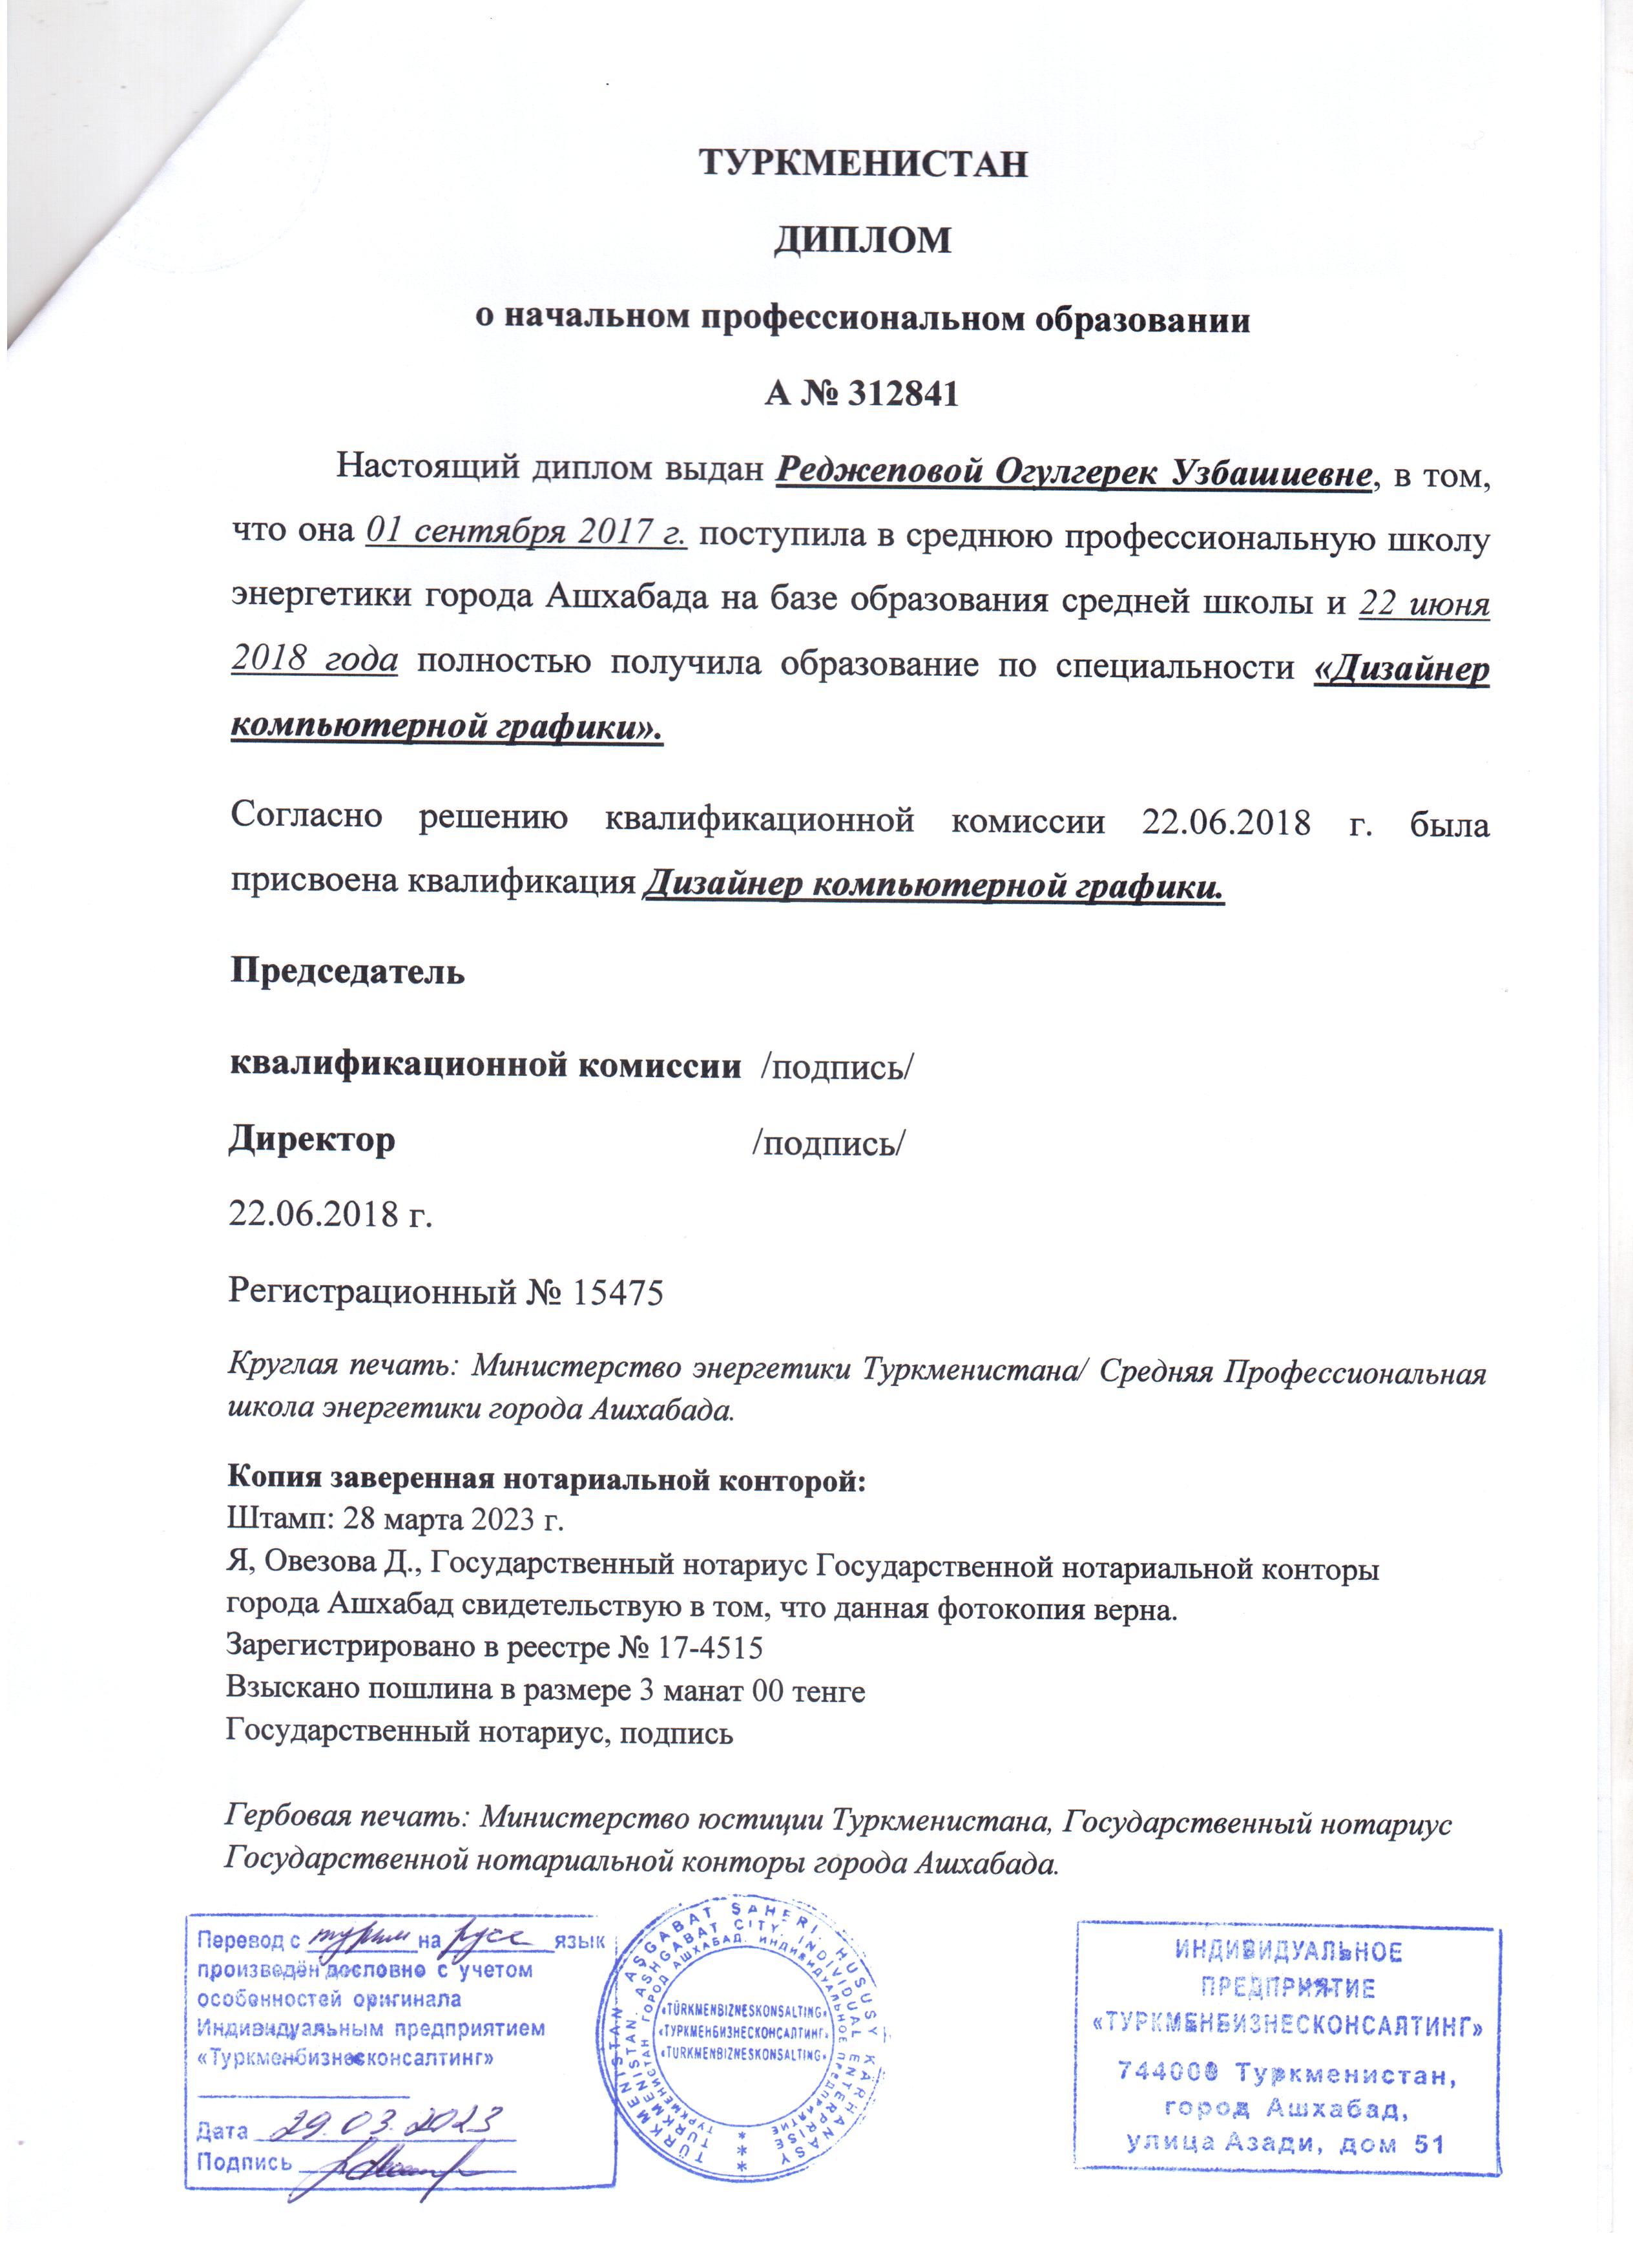 ТУРКМЕНИСТАН
ДИПЛОМ
о начальном профессиональном образовании
А № 312841
Настоящий диплом выдан Реджеповой Огулгерек Узбашиевне, в том,
что она 01 сентября 2017 г. поступила в среднюю профессиональную школу
энергетики города Ашхабада на базе образования средней школы и 22 июня
2018 года полностью получила образование по специальности «Дизайнер
компьютерной графики».
Согласно решению квалификационной комиссии 22.06.2018 г. была
присвоена квалификация Дизайнер компьютерной графики.
Председатель
квалификационной комиссии /подпись/
Директор /подпись/
22.06.2018 г.
Регистрационный № 15475
Круглая печать: Министерство энергетики Туркменистана/ Средняя Профессиональная
школа энергетики города Ашхабада.
Копия заверенная нотариальной конторой:
Штамп: 28 марта 2023 г.
Я, Овезова Д., Государственный нотариус Государственной нотариальной конторы
города Ашхабад свидетельствую в том, что данная фотокопия верна.
Зарегистрировано в реестре № 17-4515
Взыскано пошлина в размере 3 манат 00 тенге
Государственный нотариус, подпись
Гербовая печать: Министерство юстиции Туркменистана, Государственный нотариус
Государственной нотариальной конторы города Ашхабада.
Перевод с туркм на русс язык
произведён дословно с учетом
особенностей оригинала
Индивидуальным предприятием
«Туркменбизнесконсалтинг»
Дата 29.03.2023
Подпись
TÜRKMENISTAN AŞGABAT ŞÄHERI. HUSUSY KÄRHANASY
TURKMENISTAN. ASHGABAT CITY. INDIVIDUAL ENTERPRISE
ТУРКМЕНИСТАН ГОРОД АШХАБАД. ИНДИВИДУАЛЬНОЕ ПРЕДПРИЯТИЕ
«TÜRKMENBIZNESKONSALTING»
«ТУРКМЕНБИЗНЕСКОНСАЛТИНГ»
«TURKMENBIZNESKONSALTING»
* * *
ИНДИВИДУАЛЬНОЕ
ПРЕДПРИЯТИЕ
«ТУРКМЕНБИЗНЕСКОНСАЛТИНГ»
744000 Туркменистан,
город Ашхабад,
улица Азади, дом 51